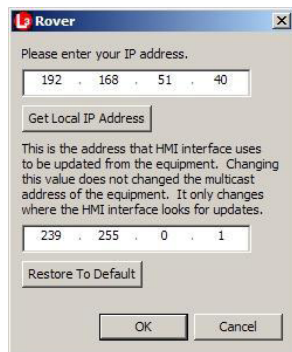 Rover
Please enter your IP address.
192 . 168 . 51 . 40
Get Local IP Address
This is the address that HMI interface uses
to be updated from the equipment. Changing
this value does not changed the multicast
address of the equipment. It only changes
where the HMI interface looks for updates.
239 . 255 . 0 . 1
Restore To Default
OK Cancel